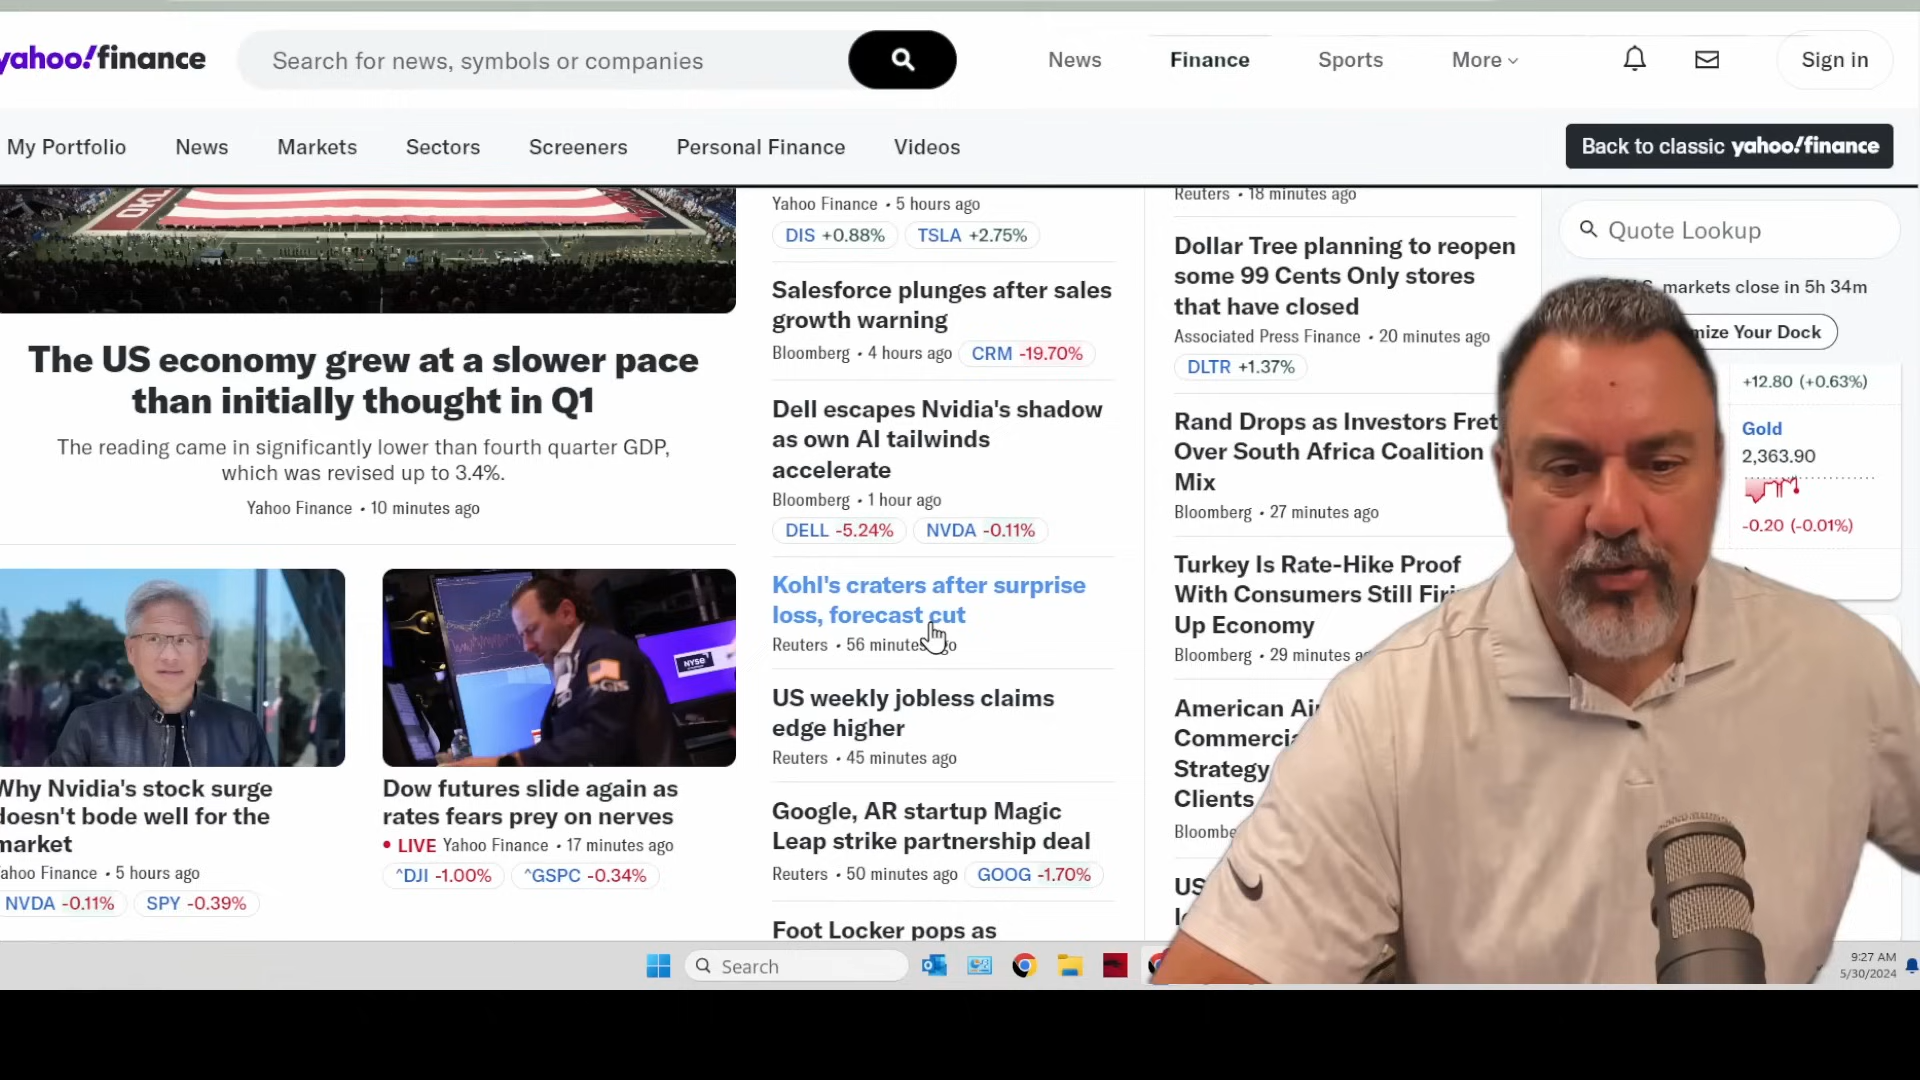 yahoo!finance
Search for news, symbols or companies
News
Finance
Sports
More
Sign in
My Portfolio
News
Markets
Sectors
Screeners
Personal Finance
Videos
Back to classic yahoo!finance
OKL
The US economy grew at a slower pace
than initially thought in Q1
The reading came in significantly lower than fourth quarter GDP,
which was revised up to 3.4%.
Yahoo Finance • 10 minutes ago
NYSE
Why Nvidia's stock surge
doesn't bode well for the
market
Yahoo Finance • 5 hours ago
NVDA -0.11%
SPY -0.39%
Dow futures slide again as
rates fears prey on nerves
• LIVE Yahoo Finance • 17 minutes ago
^DJI -1.00%
^GSPC -0.34%
Yahoo Finance • 5 hours ago
DIS +0.88%
TSLA +2.75%
Salesforce plunges after sales
growth warning
Bloomberg • 4 hours ago
CRM -19.70%
Dell escapes Nvidia's shadow
as own AI tailwinds
accelerate
Bloomberg • 1 hour ago
DELL -5.24%
NVDA -0.11%
Kohl's craters after surprise
loss, forecast cut
Reuters • 56 minutes ago
US weekly jobless claims
edge higher
Reuters • 45 minutes ago
Google, AR startup Magic
Leap strike partnership deal
Reuters • 50 minutes ago
GOOG -1.70%
Foot Locker pops as
Reuters • 18 minutes ago
Dollar Tree planning to reopen
some 99 Cents Only stores
that have closed
Associated Press Finance • 20 minutes ago
DLTR +1.37%
Rand Drops as Investors Fret
Over South Africa Coalition
Mix
Bloomberg • 27 minutes ago
Turkey Is Rate-Hike Proof
With Consumers Still
Up Economy
Bloomberg • 29 minutes
American
Strategy
Clients
US
Quote Lookup
markets close in 5h 34m
Your Dock
+12.80 (+0.63%)
Gold
2,363.90
-0.20 (-0.01%)
Search
9:27 AM
5/30/2024